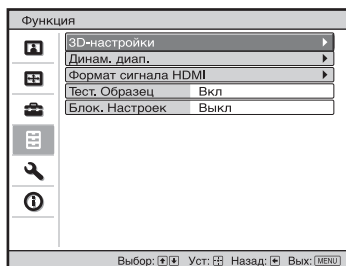 Функция
3D-настройки
Динам. диап.
Формат сигнала HDMI
Тест. Образец Вкл
Блок. Настроек Выкл
Выбор: Уст: Назад: Вых: MENU